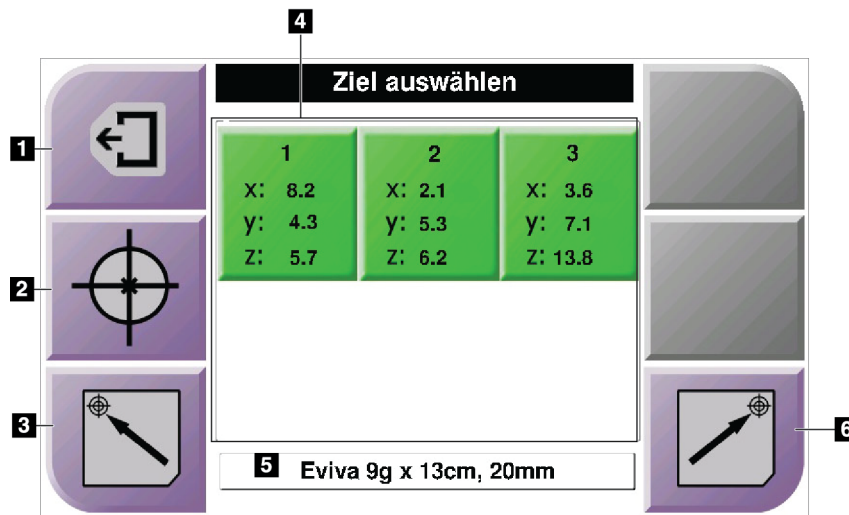 4
Ziel auswählen
1
1 2 3
x: 8.2 x: 2.1 x: 3.6
y: 4.3 y: 5.3 y: 7.1
z: 5.7 z: 6.2 z: 13.8
2
3
6
5 Eviva 9g x 13cm, 20mm